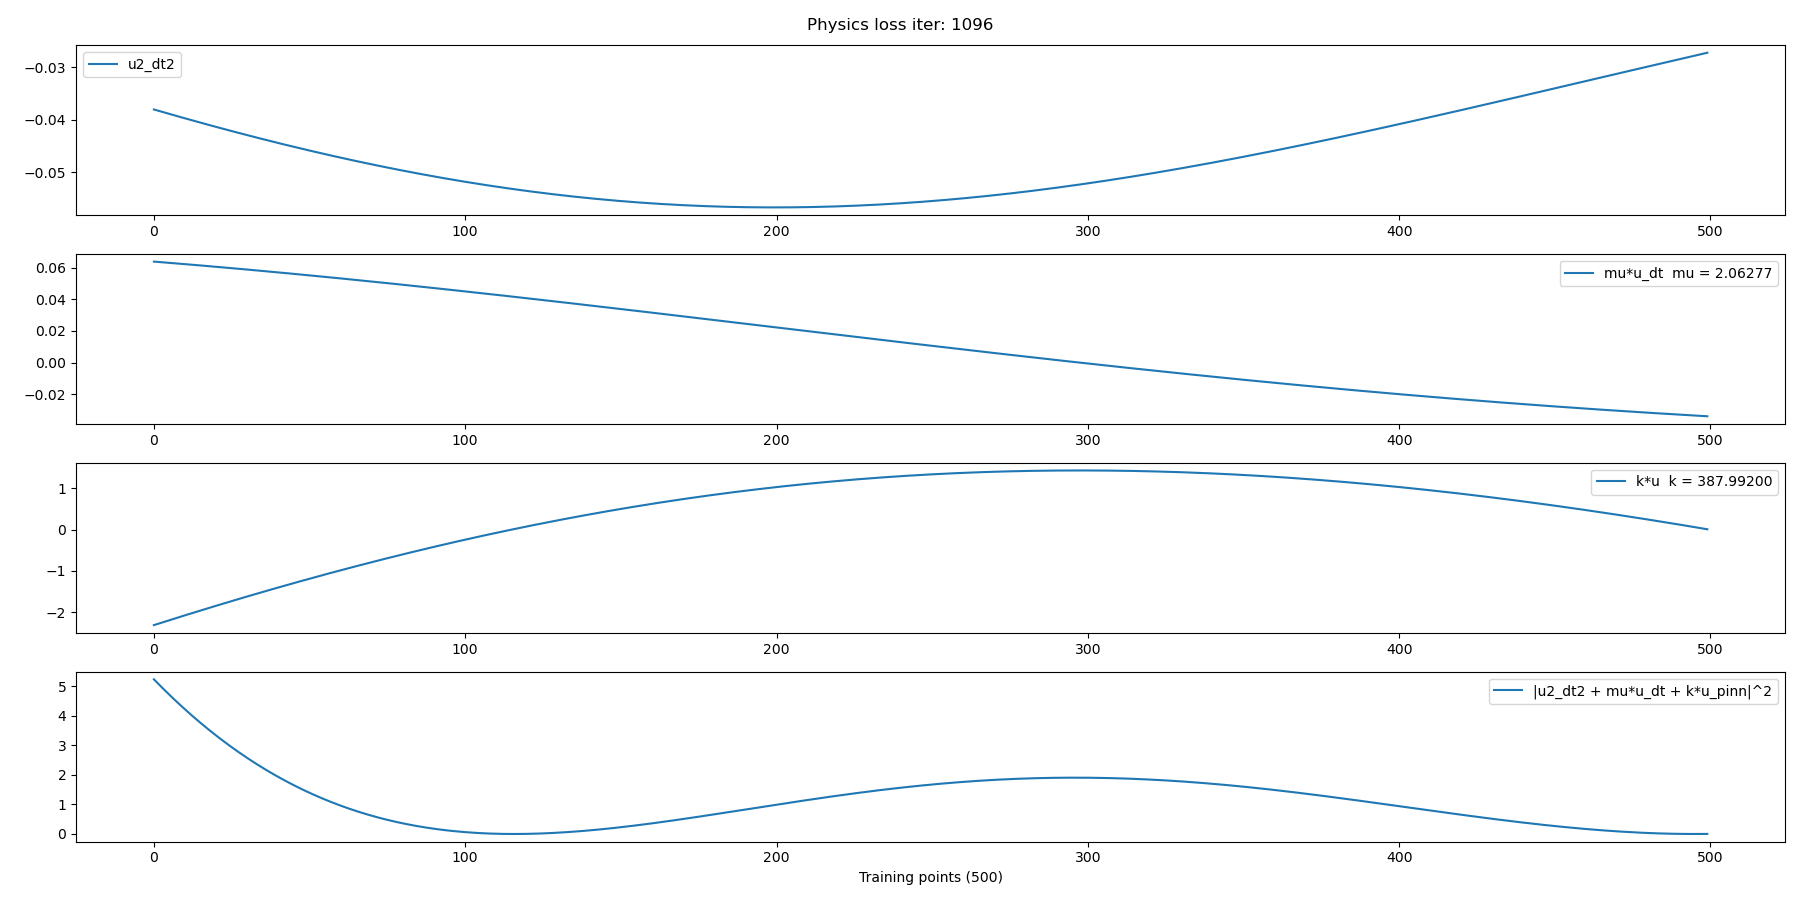 Physics loss iter: 1096
−0.03
−0.04
−0.05
u2_dt2
0 100 200 300 400 500
0.06
0.04
0.02
0.00
−0.02
mu*u_dt  mu = 2.06277
0 100 200 300 400 500
1
0
−1
−2
k*u  k = 387.99200
0 100 200 300 400 500
5
4
3
2
1
0
|u2_dt2 + mu*u_dt + k*u_pinn|^2
0 100 200 300 400 500
Training points (500)